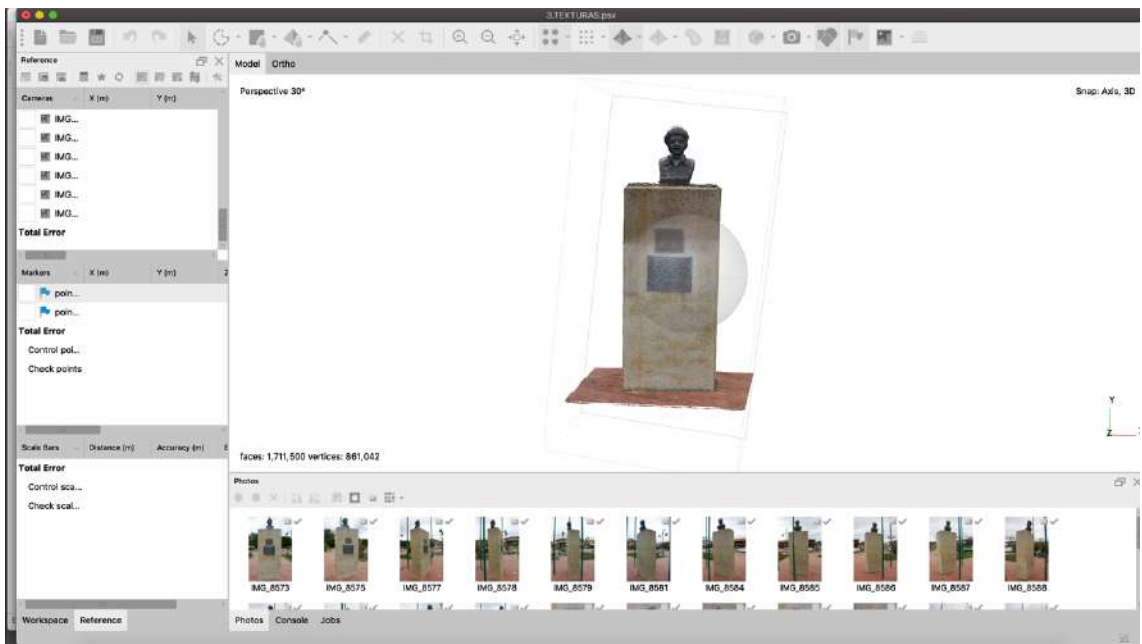 3.TEXTURAS.psx
Reference
Model Ortho
Cameras X (m) Y (m)
Perspective 30°
Snap: Axis, 3D
IMG...
IMG...
IMG...
IMG...
IMG...
IMG...
Total Error
Markers X (m) Y (m) Z
poin...
poin...
Total Error
Control poi...
Check points
Y
Z
Scale Bars Distance (m) Accuracy (m) E
faces: 1,711,500 vertices: 861,042
Total Error
Control sca...
Check scal...
Photos
IMG_8573 IMG_8575 IMG_8577 IMG_8578 IMG_8579 IMG_8581 IMG_8584 IMG_8585 IMG_8586 IMG_8587 IMG_8588
Workspace Reference
Photos Console Jobs